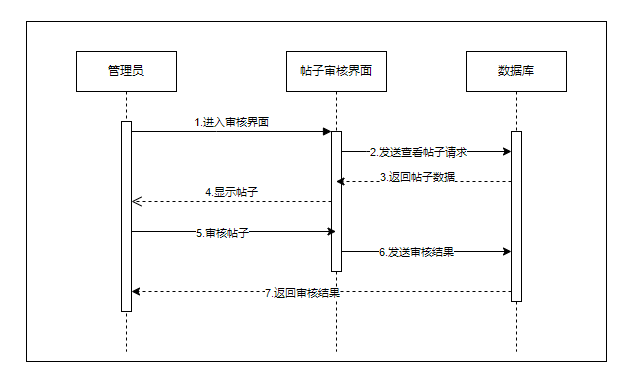 管理员
帖子审核界面
数据库
1.进入审核界面
2.发送查看帖子请求
3.返回帖子数据
4.显示帖子
5.审核帖子
6.发送审核结果
7.返回审核结果